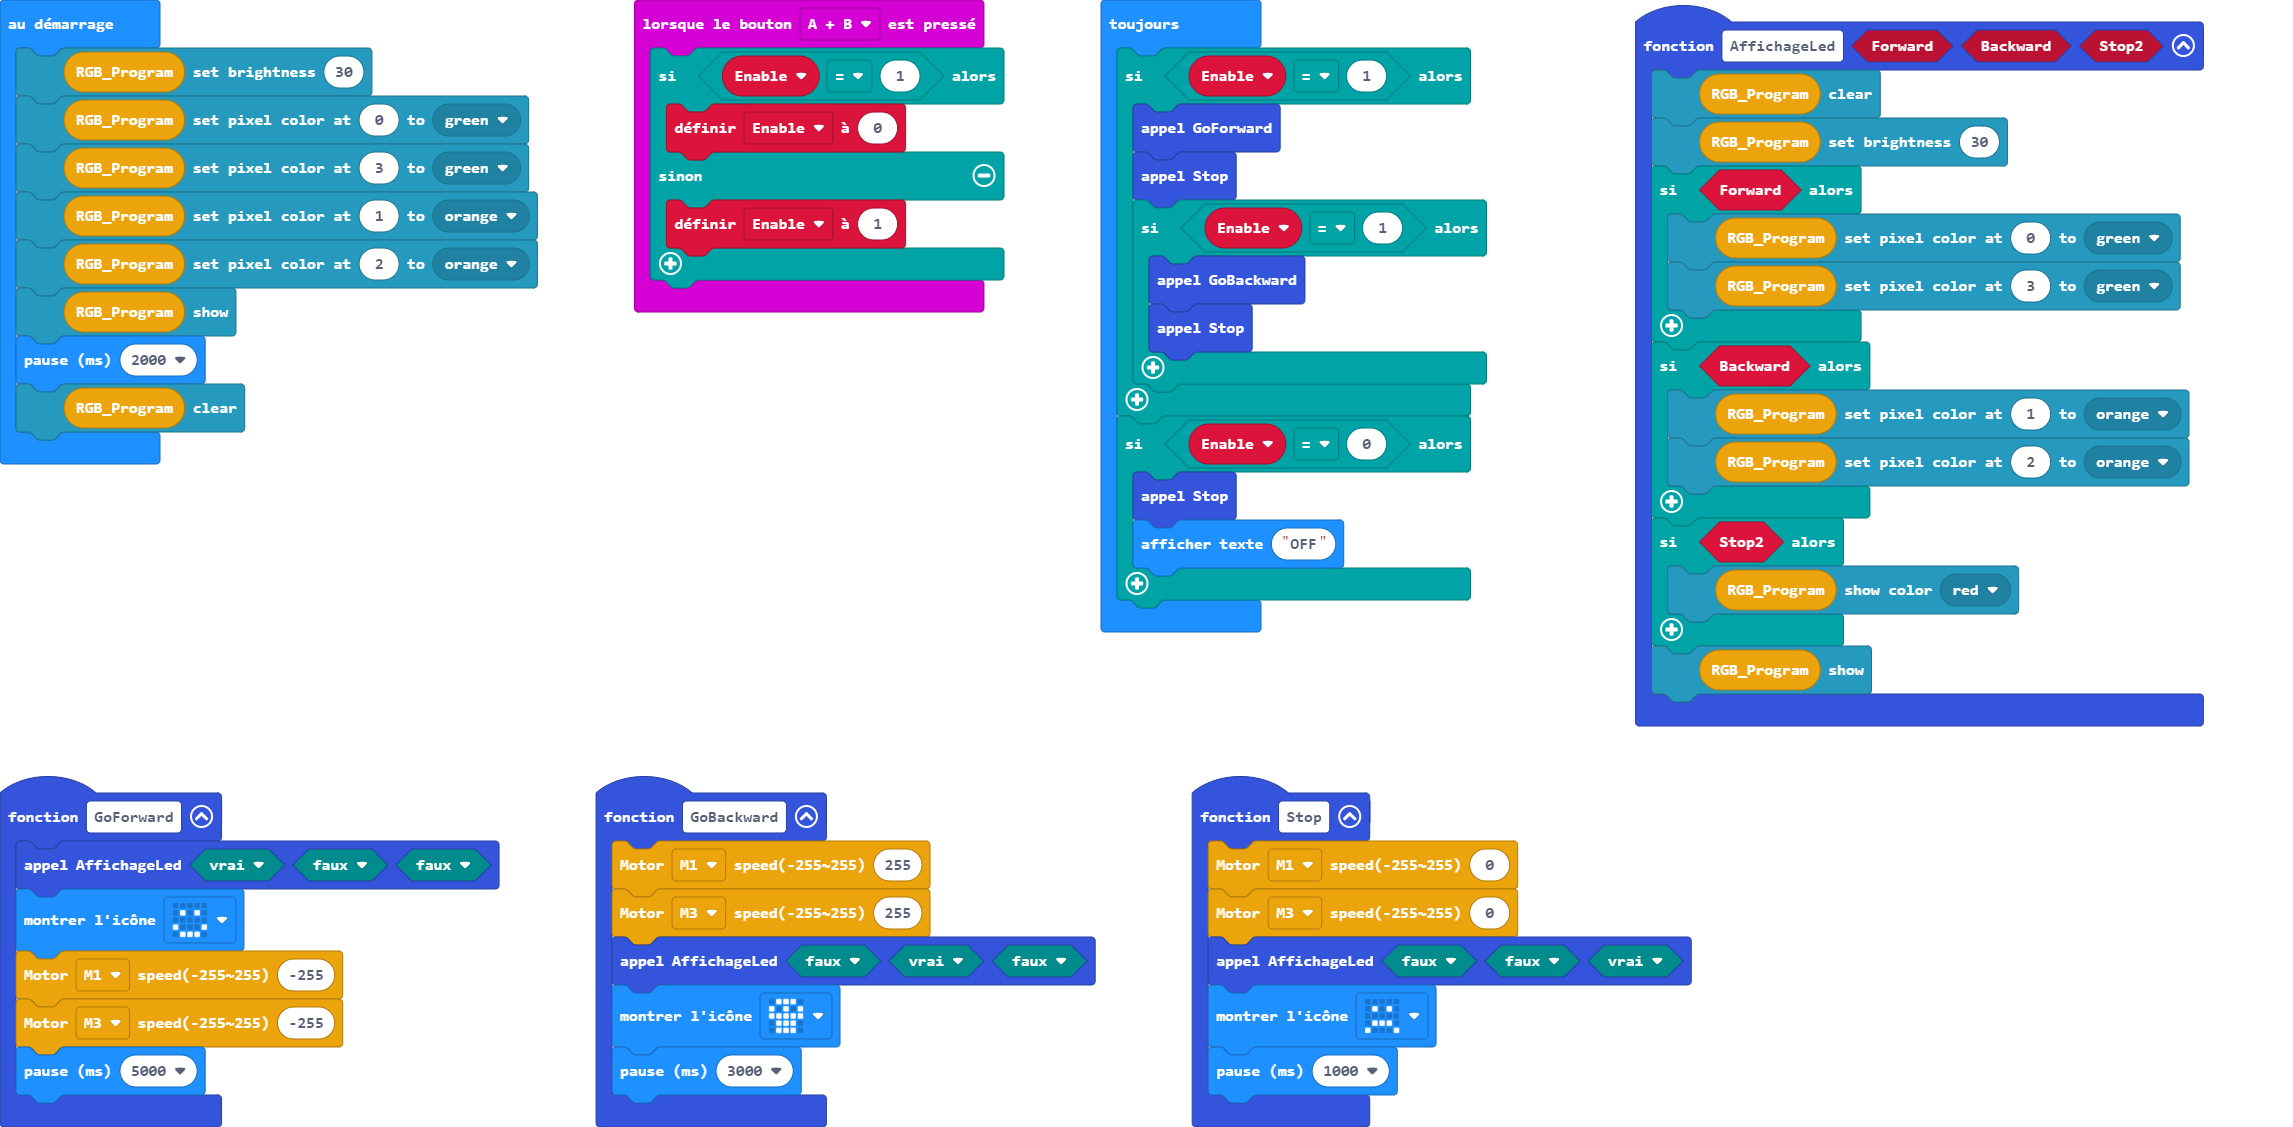 au démarrage
RGB_Program set brightness 30
RGB_Program set pixel color at 0 to green
RGB_Program set pixel color at 3 to green
RGB_Program set pixel color at 1 to orange
RGB_Program set pixel color at 2 to orange
RGB_Program show
pause (ms) 2000
RGB_Program clear
lorsque le bouton A + B est pressé
si Enable = 1 alors
définir Enable à 0
sinon
définir Enable à 1
toujours
si Enable = 1 alors
appel GoForward
appel Stop
si Enable = 1 alors
appel GoBackward
appel Stop
si Enable = 0 alors
appel Stop
afficher texte "OFF"
fonction AffichageLed Forward Backward Stop2
RGB_Program clear
RGB_Program set brightness 30
si Forward alors
RGB_Program set pixel color at 0 to green
RGB_Program set pixel color at 3 to green
si Backward alors
RGB_Program set pixel color at 1 to orange
RGB_Program set pixel color at 2 to orange
si Stop2 alors
RGB_Program show color red
RGB_Program show
fonction GoForward
appel AffichageLed vrai faux faux
montrer l'icône
Motor M1 speed(-255~255) -255
Motor M3 speed(-255~255) -255
pause (ms) 5000
fonction GoBackward
Motor M1 speed(-255~255) 255
Motor M3 speed(-255~255) 255
appel AffichageLed faux vrai faux
montrer l'icône
pause (ms) 3000
fonction Stop
Motor M1 speed(-255~255) 0
Motor M3 speed(-255~255) 0
appel AffichageLed faux faux vrai
montrer l'icône
pause (ms) 1000